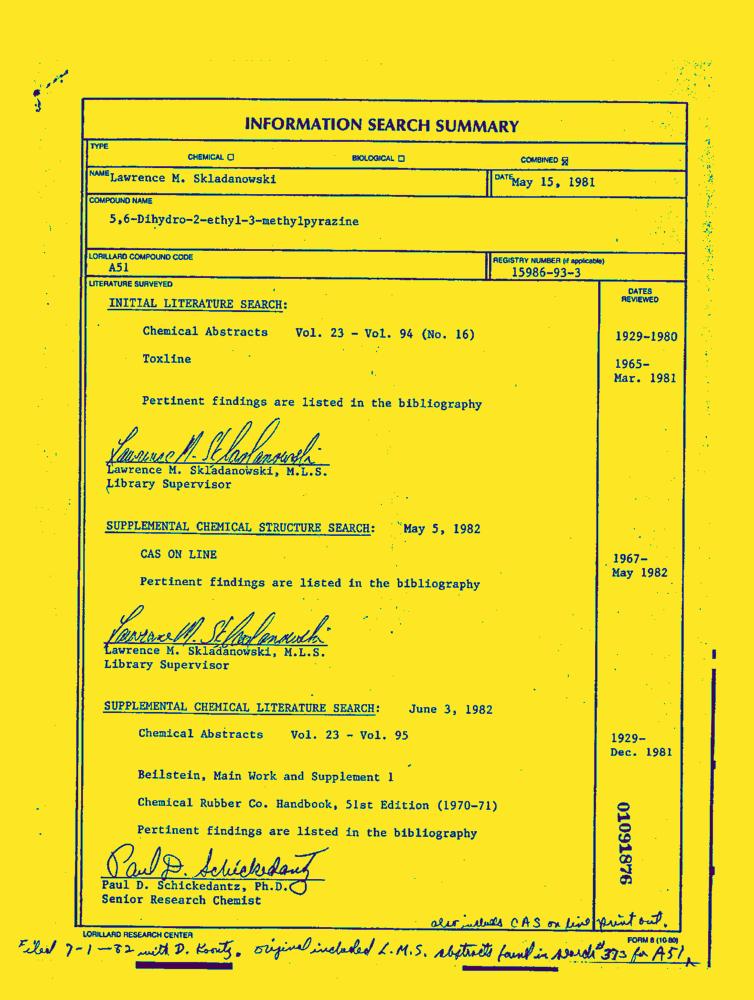 INFORMATION SEARCH SUMMARY
TYPE
CHEMICAL ☐ BIOLOGICAL ☐ COMBINED ☒
NAME Lawrence M. Skladanowski DATE May 15, 1981
COMPOUND NAME
5,6-Dihydro-2-ethyl-3-methylpyrazine
LORILLARD COMPOUND CODE REGISTRY NUMBER (if applicable)
A51 15986-93-3
LITERATURE SURVEYED DATES REVIEWED
INITIAL LITERATURE SEARCH:
Chemical Abstracts Vol. 23 - Vol. 94 (No. 16) 1929-1980
Toxline 1965-
Mar. 1981
Pertinent findings are listed in the bibliography
Lawrence M. Skladanowski
Lawrence M. Skladanowski, M.L.S.
Library Supervisor
SUPPLEMENTAL CHEMICAL STRUCTURE SEARCH: May 5, 1982
CAS ON LINE 1967-
May 1982
Pertinent findings are listed in the bibliography
Lawrence M. Skladanowski
Lawrence M. Skladanowski, M.L.S.
Library Supervisor
SUPPLEMENTAL CHEMICAL LITERATURE SEARCH: June 3, 1982
Chemical Abstracts Vol. 23 - Vol. 95 1929-
Dec. 1981
Beilstein, Main Work and Supplement 1
Chemical Rubber Co. Handbook, 51st Edition (1970-71)
Pertinent findings are listed in the bibliography
Paul D. Schickedantz
Paul D. Schickedantz, Ph.D.
Senior Research Chemist
01091876
also includes CAS on line print out.
LORILLARD RESEARCH CENTER FORM 8 (10-80)
Filed 7-1-82 with D. Koontz. original included L.M.S. abstracts found in search #373 for A51